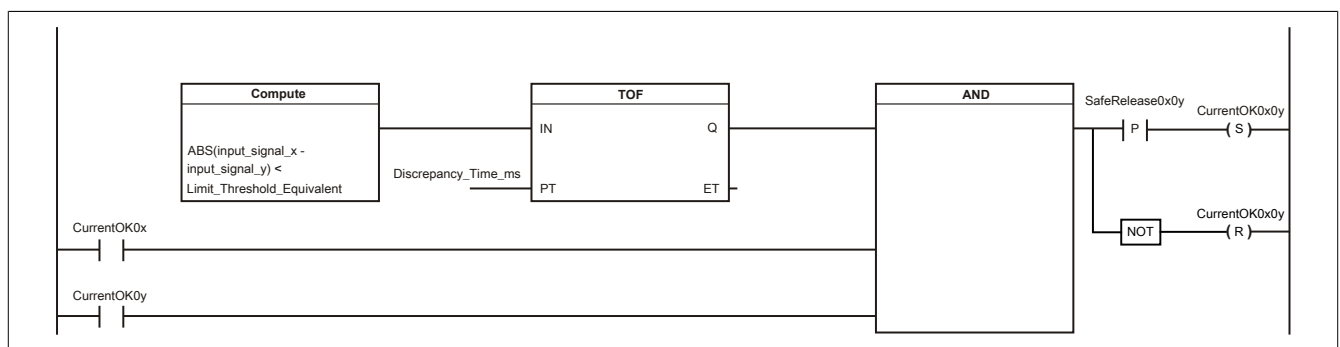 Compute
TOF
AND
SafeRelease0x0y
CurrentOK0x0y
IN
Q
P
( S )
ABS(input_signal_x -
input_signal_y) <
Limit_Threshold_Equivalent
Discrepancy_Time_ms
PT
ET
CurrentOK0x
CurrentOK0x0y
NOT
( R )
CurrentOK0y